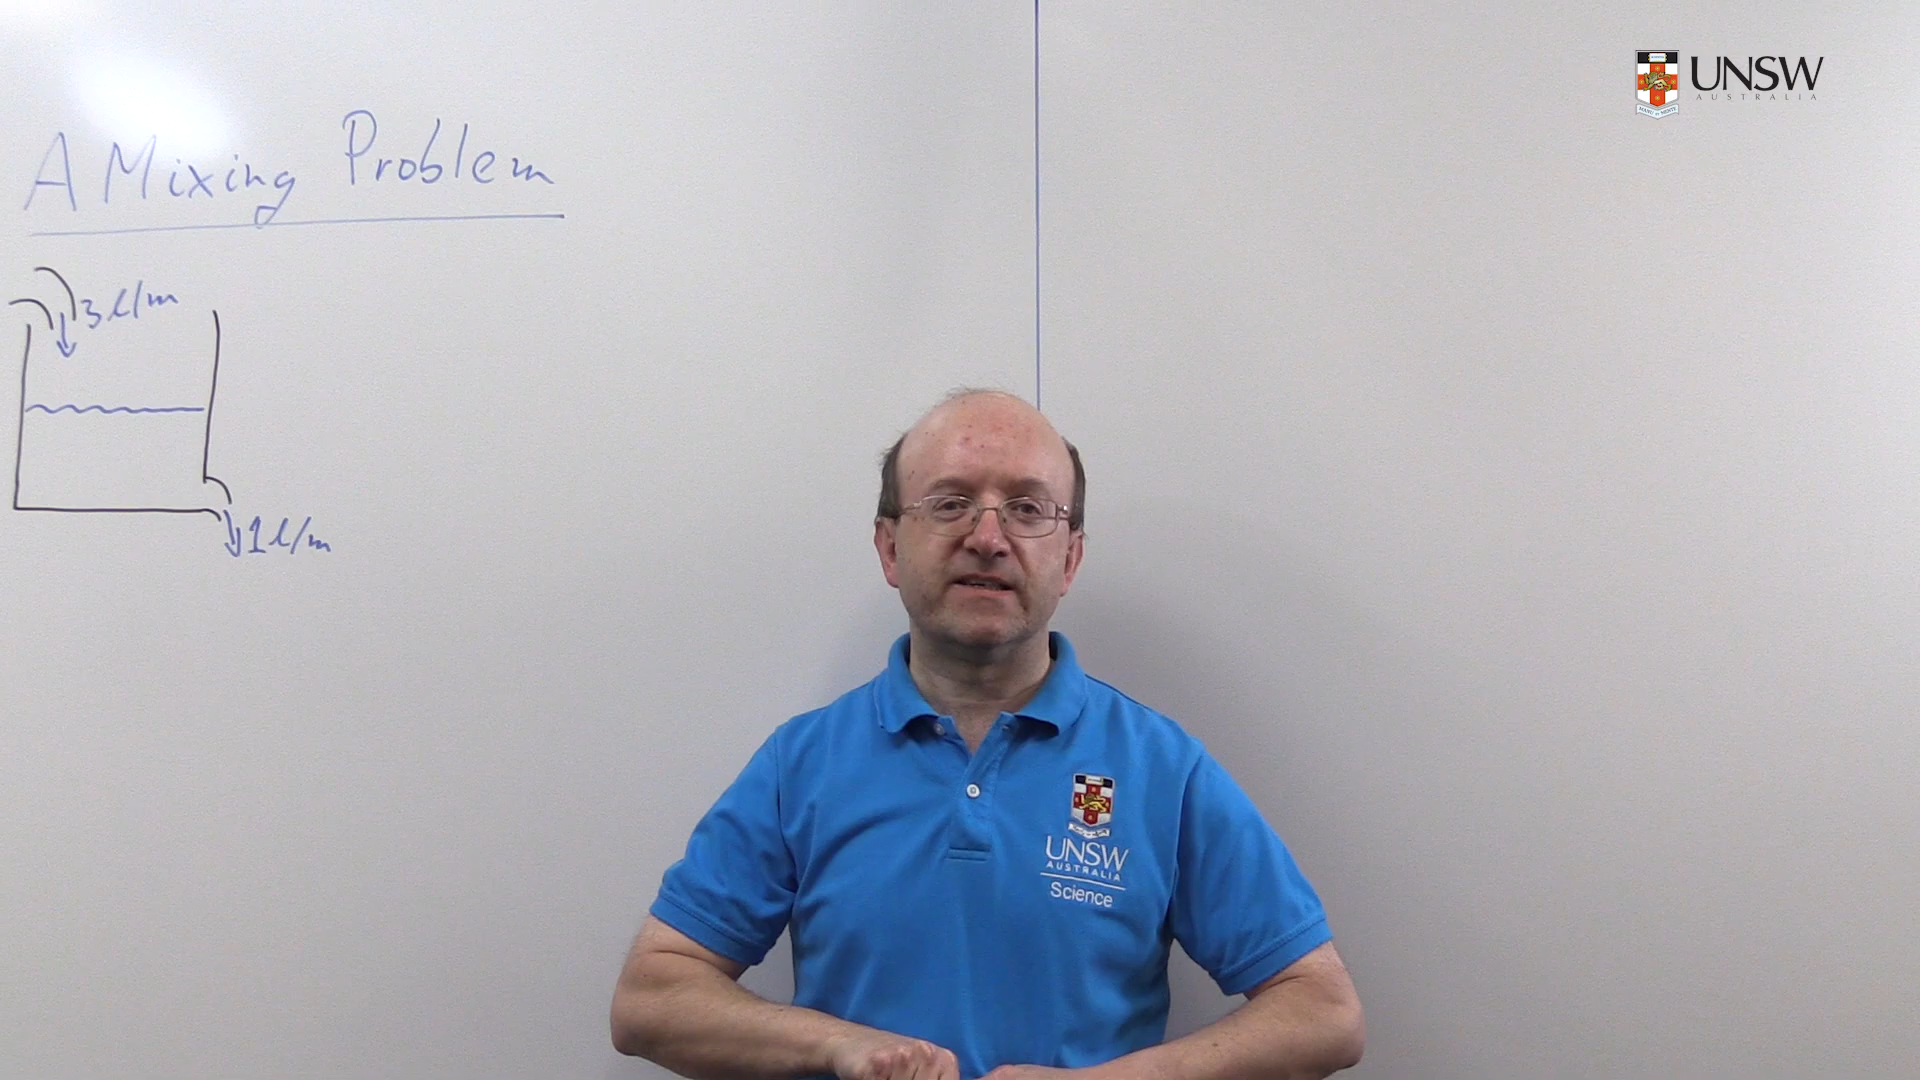 A Mixing Problem
3 l/m
1 l/m
UNSW
AUSTRALIA
UNSW
AUSTRALIA
Science